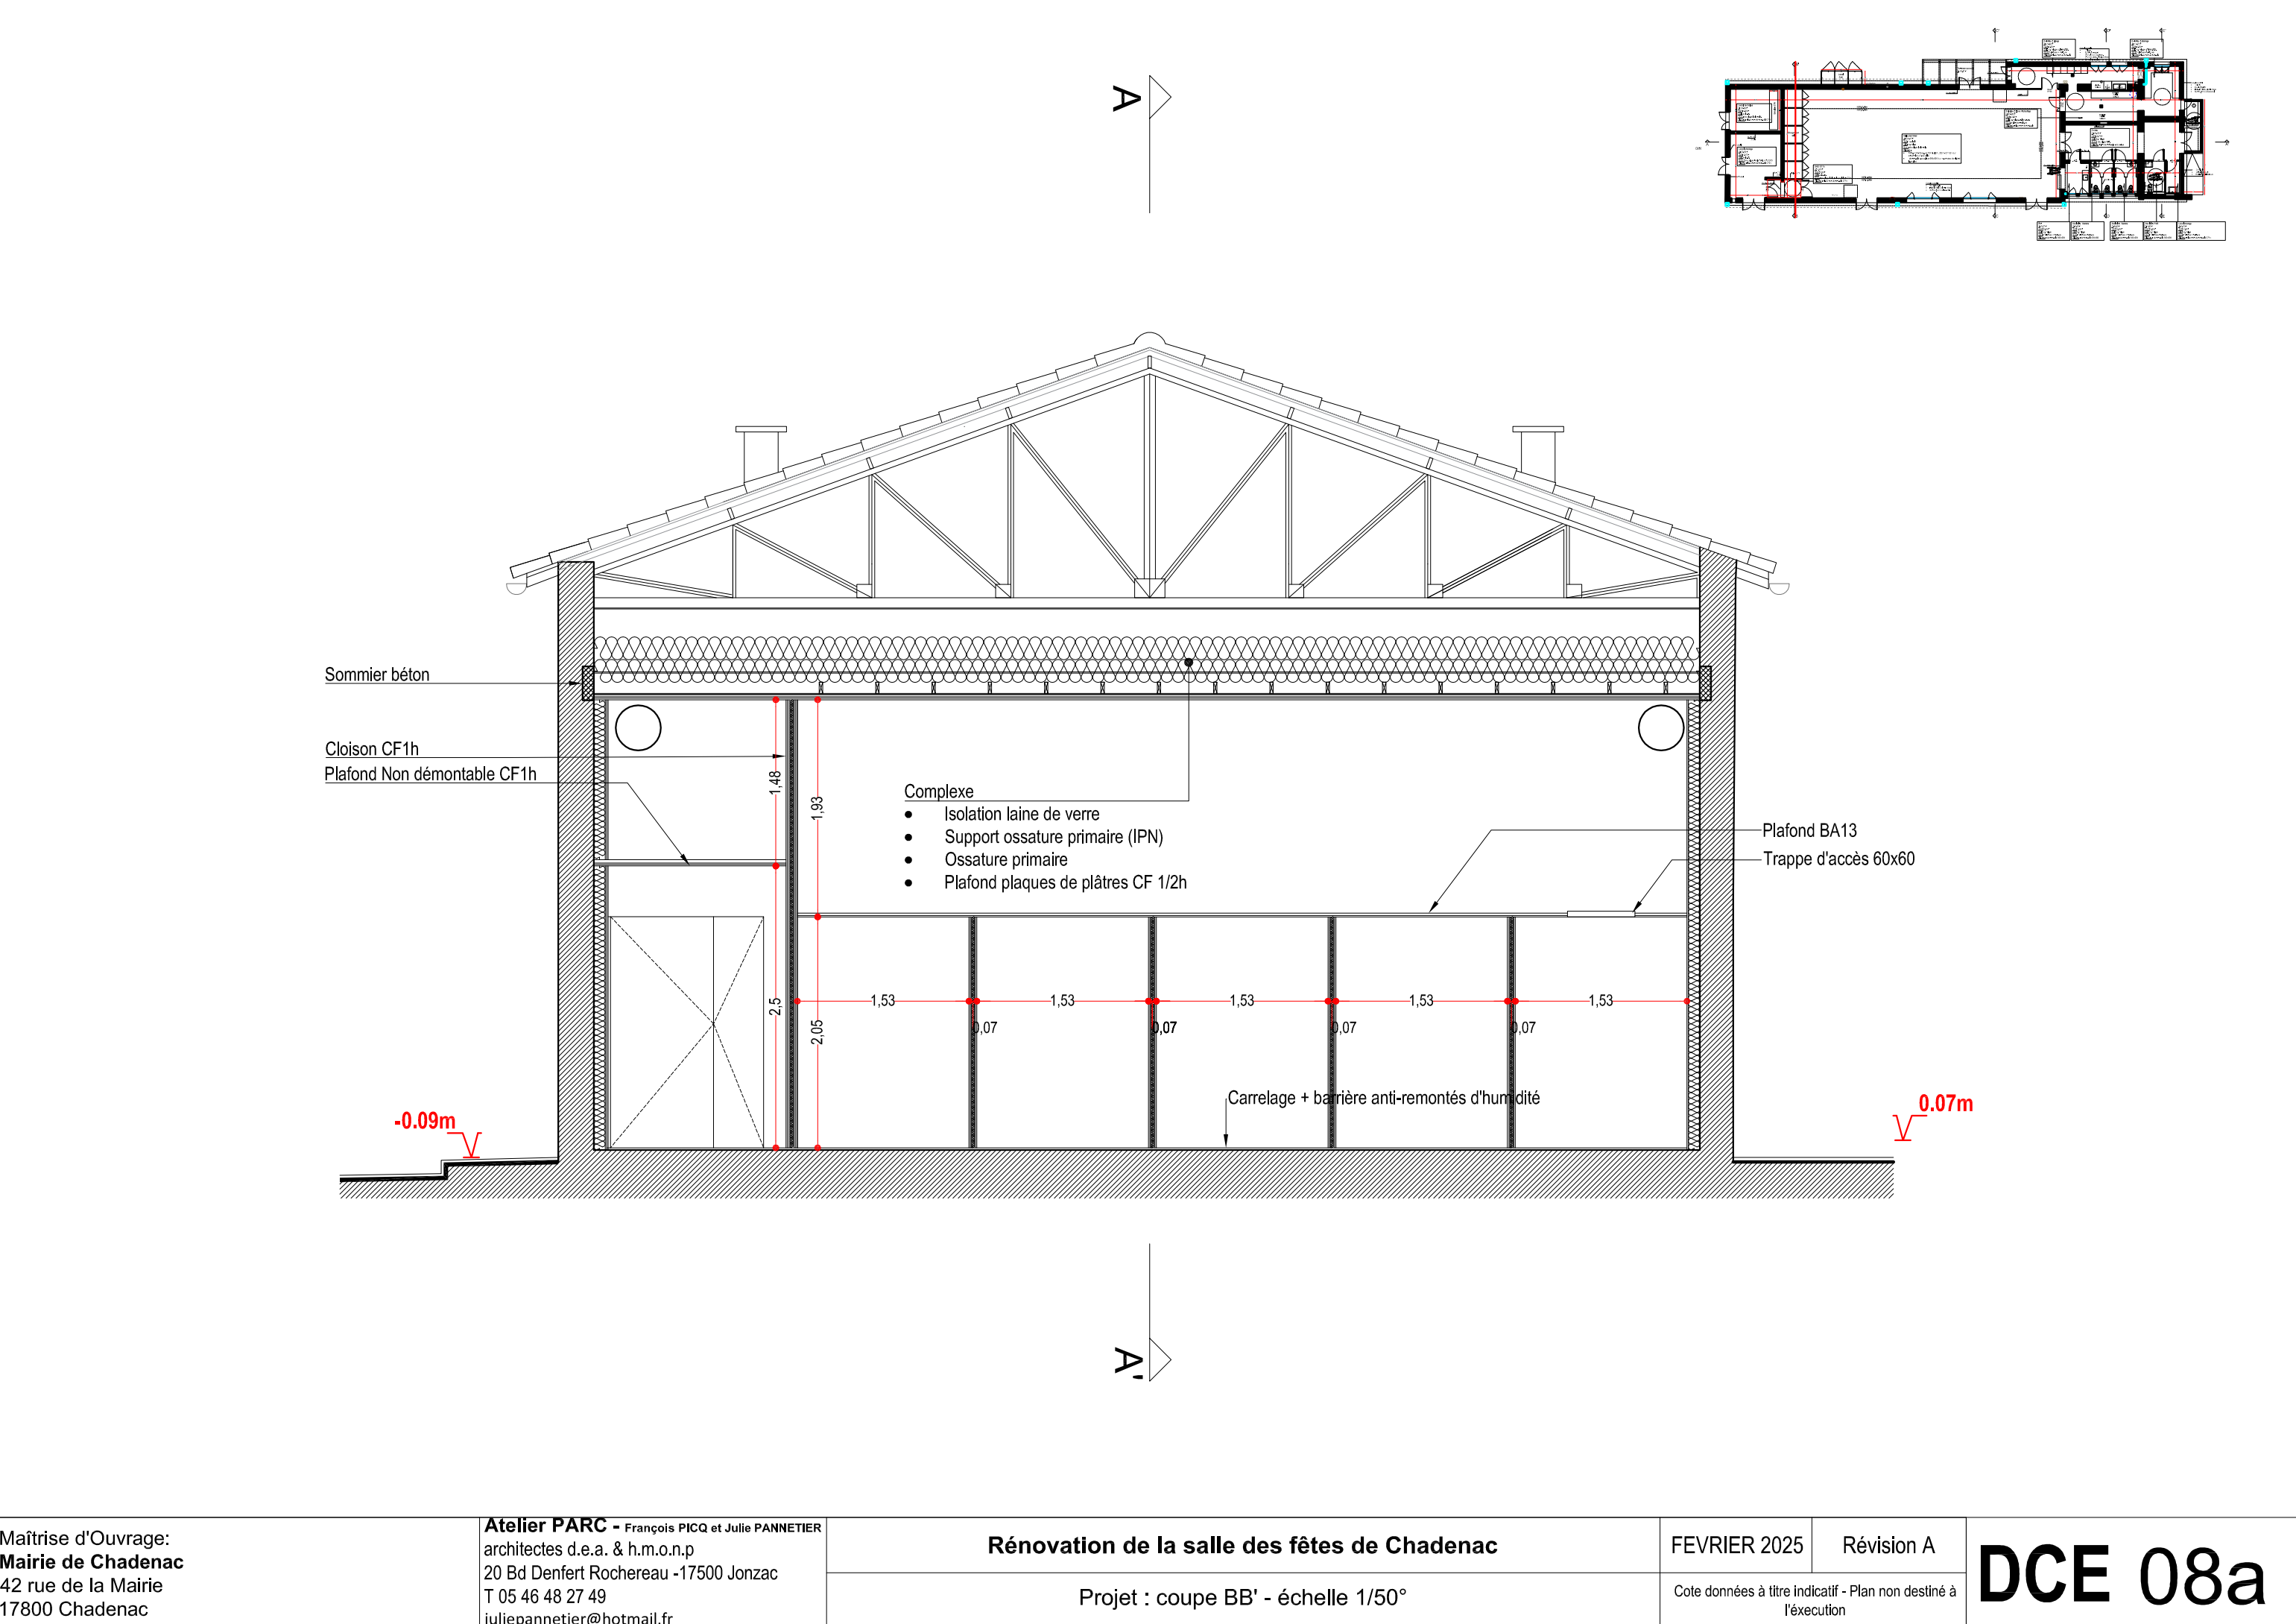 A
Sommier béton
Cloison CF1h
Plafond Non démontable CF1h
1,48
1,93
Complexe
● Isolation laine de verre
● Support ossature primaire (IPN)
● Ossature primaire
● Plafond plaques de plâtres CF 1/2h
Plafond BA13
Trappe d'accès 60x60
2,5
2,05
1,53
1,53
1,53
1,53
1,53
0,07
0,07
0,07
0,07
Carrelage + barrière anti-remontés d'humidité
-0.09m
0.07m
A'
Maîtrise d'Ouvrage:
Mairie de Chadenac
42 rue de la Mairie
17800 Chadenac
Atelier PARC - François PICQ et Julie PANNETIER
architectes d.e.a. & h.m.o.n.p
20 Bd Denfert Rochereau -17500 Jonzac
T 05 46 48 27 49
juliepannetier@hotmail.fr
Rénovation de la salle des fêtes de Chadenac
Projet : coupe BB' - échelle 1/50°
FEVRIER 2025
Révision A
Cote données à titre indicatif - Plan non destiné à
l'éxecution
DCE 08a